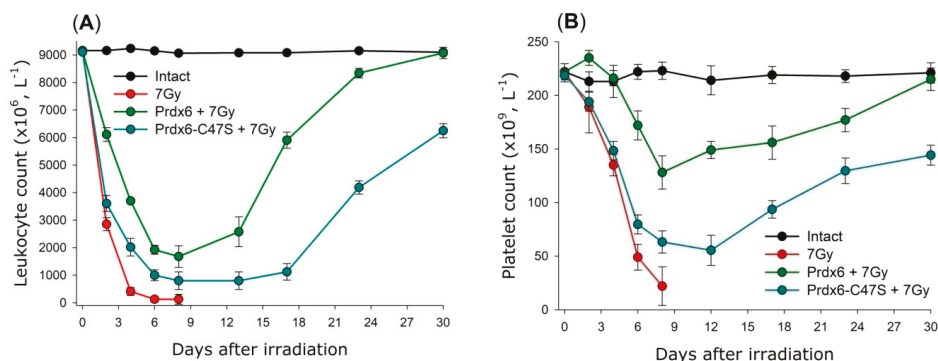 (A)
Leukocyte count (x10⁶, L⁻¹)
9000
8000
7000
6000
5000
4000
3000
2000
1000
0
Intact
7Gy
Prdx6 + 7Gy
Prdx6-C47S + 7Gy
0 3 6 9 12 15 18 21 24 27 30
Days after irradiation
(B)
Platelet count (x10⁹, L⁻¹)
250
200
150
100
50
0
Intact
7Gy
Prdx6 + 7Gy
Prdx6-C47S + 7Gy
0 3 6 9 12 15 18 21 24 27 30
Days after irradiation